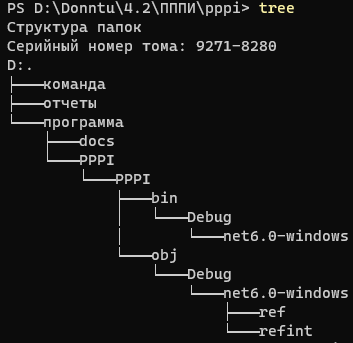 PS D:\Donntu\4.2\ПППИ\pppi> tree
Структура папок
Серийный номер тома: 9271-8280
D:.
├───команда
├───отчеты
└───программа
    ├───docs
    └───PPPI
        └───PPPI
            ├───bin
            │   └───Debug
            │       └───net6.0-windows
            └───obj
                └───Debug
                    └───net6.0-windows
                        ├───ref
                        └───refint